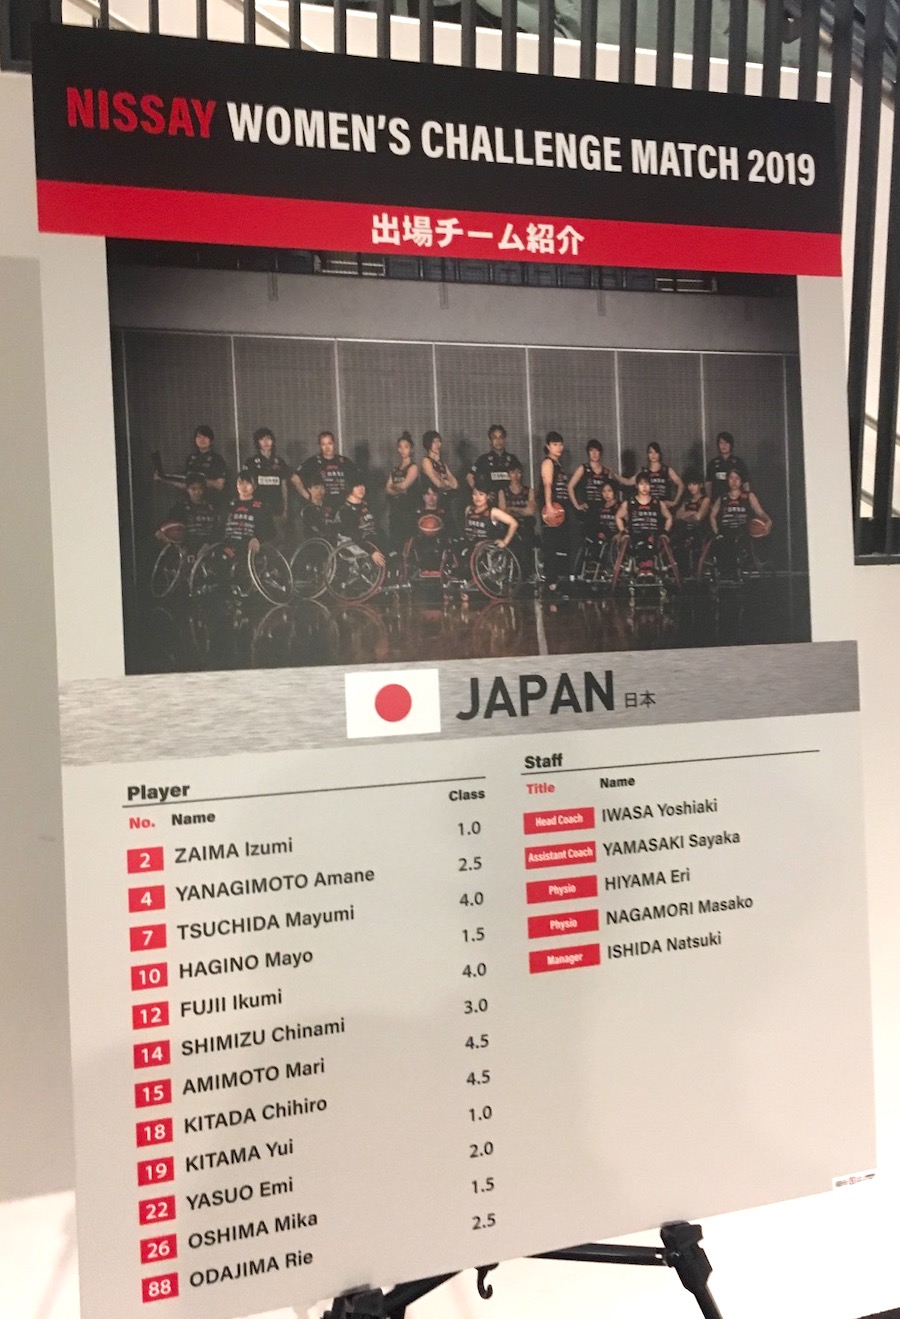 NISSAY WOMEN'S CHALLENGE MATCH 2019
出場チーム紹介
JAPAN 日本
Player
No. Name Class
2 ZAIMA Izumi 1.0
4 YANAGIMOTO Amane 2.5
7 TSUCHIDA Mayumi 4.0
10 HAGINO Mayo 1.5
12 FUJII Ikumi 4.0
14 SHIMIZU Chinami 3.0
15 AMIMOTO Mari 4.5
18 KITADA Chihiro 4.5
19 KITAMA Yui 1.0
22 YASUO Emi 2.0
26 OSHIMA Mika 1.5
88 ODAJIMA Rie 2.5
Staff
Title Name
Head Coach IWASA Yoshiaki
Assistant Coach YAMASAKI Sayaka
Physio HIYAMA Eri
Physio NAGAMORI Masako
Manager ISHIDA Natsuki